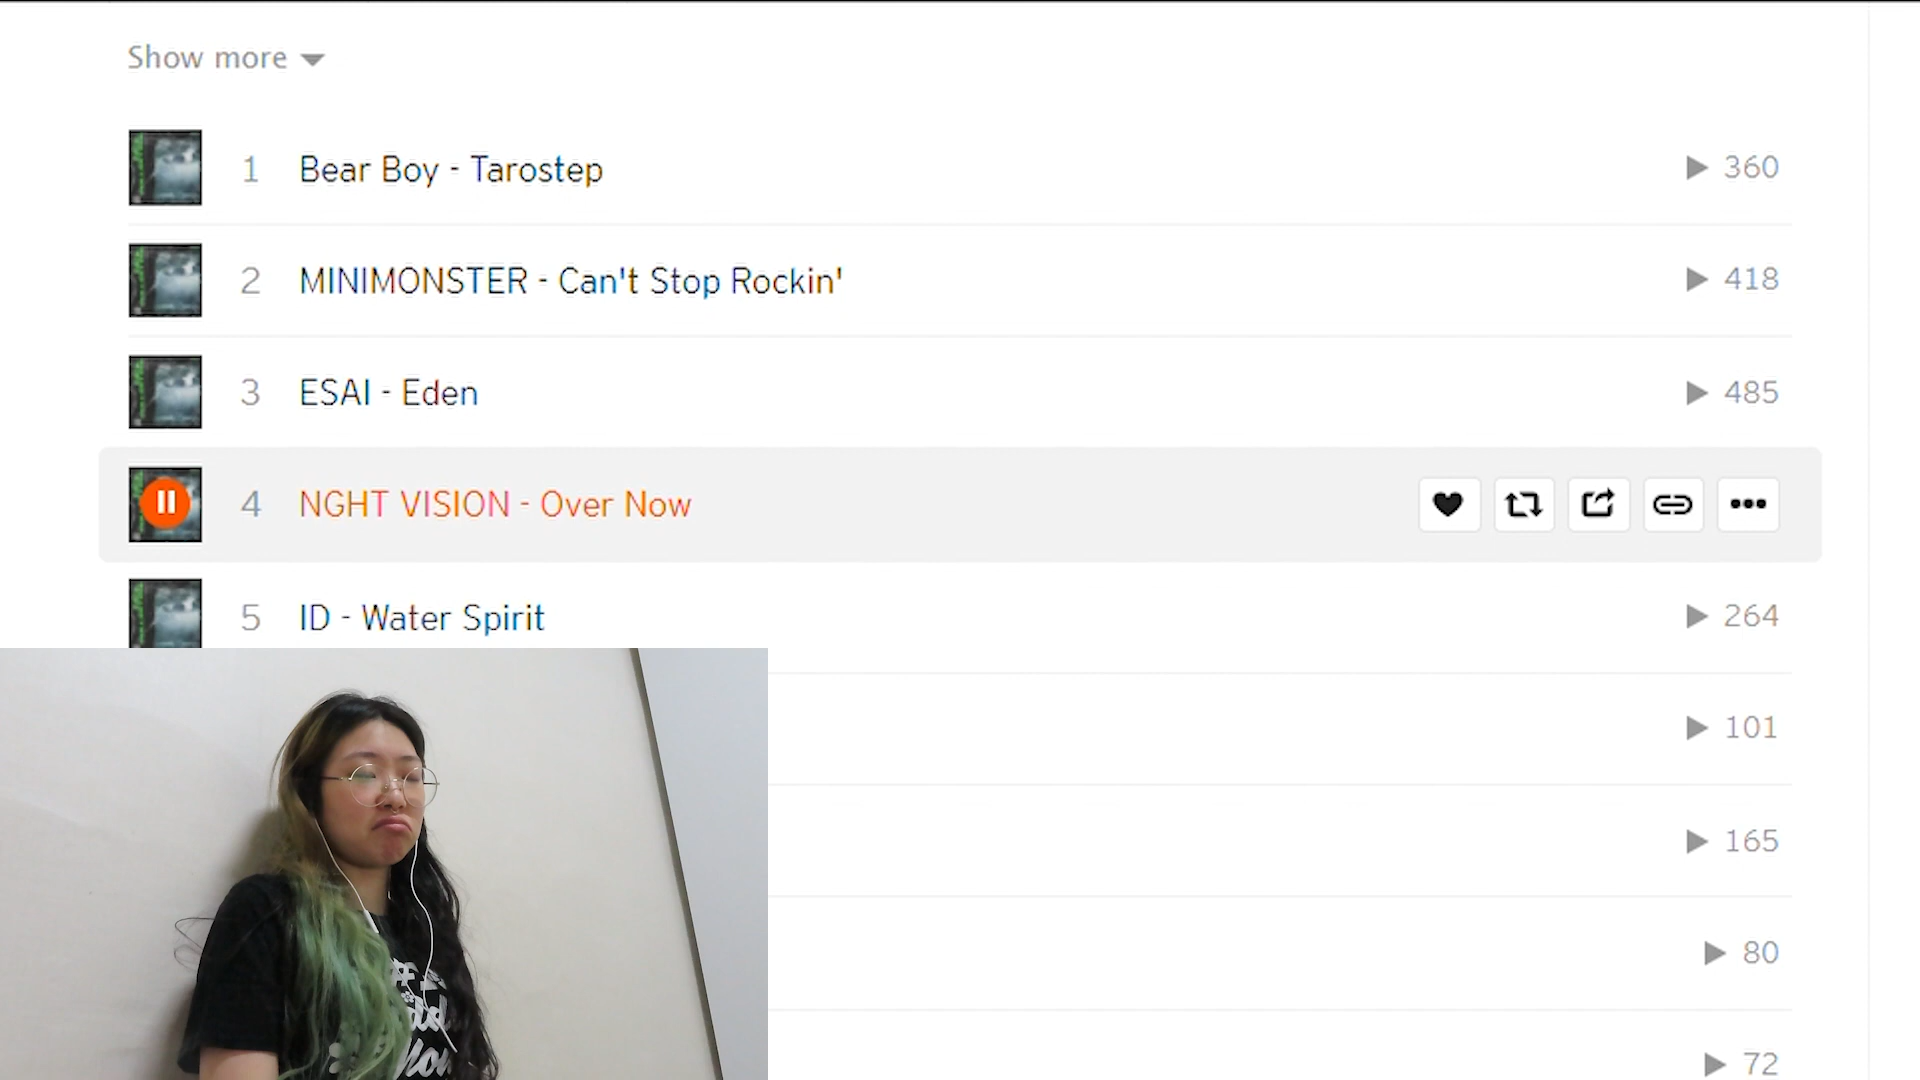 Show more
1 Bear Boy - Tarostep 360
2 MINIMONSTER - Can't Stop Rockin' 418
3 ESAI - Eden 485
4 NGHT VISION - Over Now
5 ID - Water Spirit 264
101
165
80
72